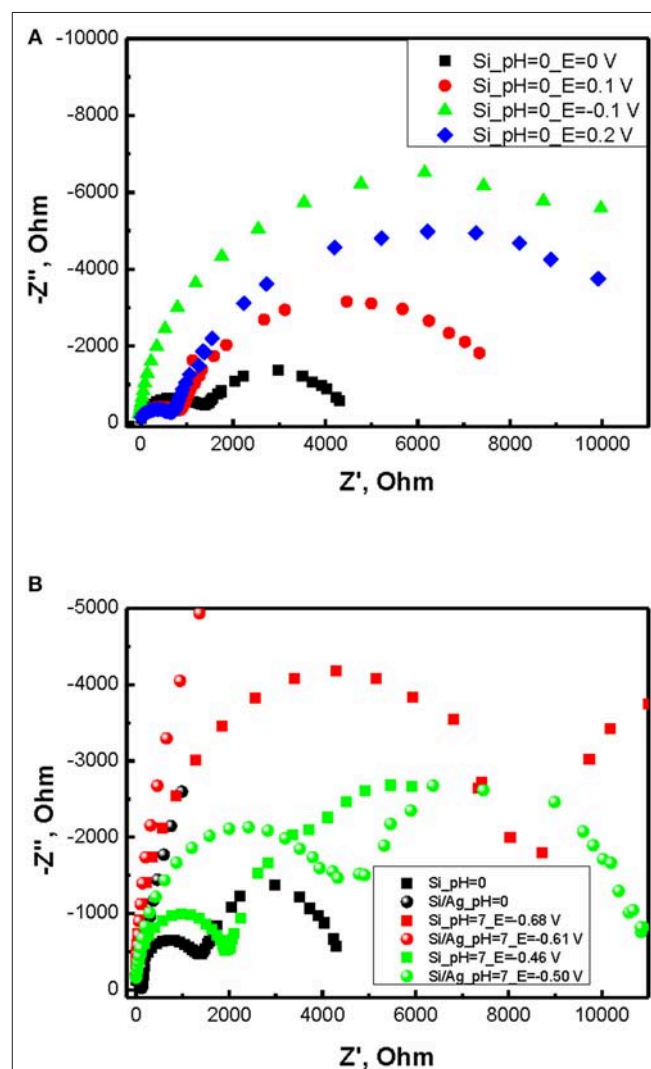 A
-10000
-8000
-6000
-4000
-2000
0
-Z'', Ohm
Si_pH=0_E=0 V
Si_pH=0_E=0.1 V
Si_pH=0_E=-0.1 V
Si_pH=0_E=0.2 V
0 2000 4000 6000 8000 10000
Z', Ohm
B
-5000
-4000
-3000
-2000
-1000
0
-Z'', Ohm
Si_pH=0
Si/Ag_pH=0
Si_pH=7_E=-0.68 V
Si/Ag_pH=7_E=-0.61 V
Si_pH=7_E=-0.46 V
Si/Ag_pH=7_E=-0.50 V
0 2000 4000 6000 8000 10000
Z', Ohm